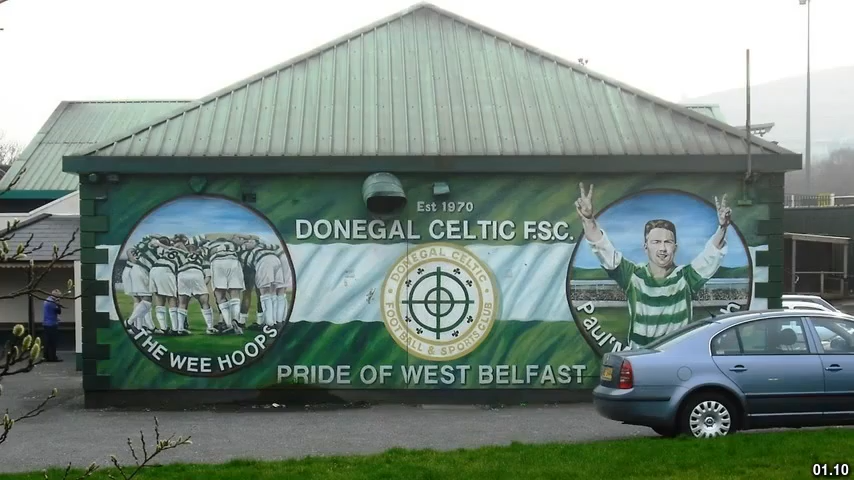 Est 1970
DONEGAL CELTIC F.S.C.
DONEGAL CELTIC
FOOTBALL & SPORTS CLUB
THE WEE HOOPS
PRIDE OF WEST BELFAST
01.10